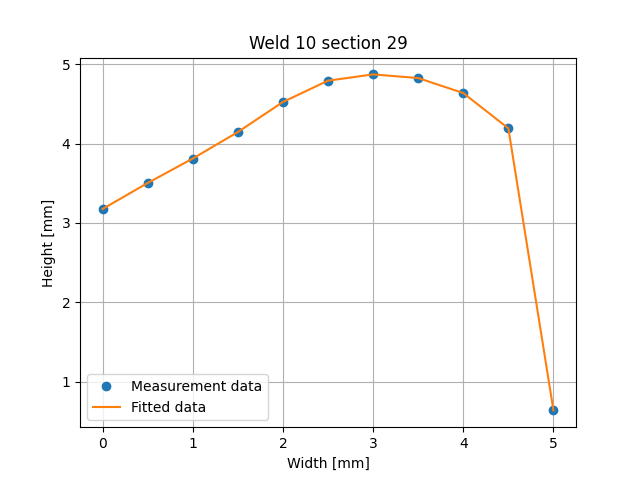 Weld 10 section 29
Height [mm]
5
4
3
2
1
Measurement data
Fitted data
0 1 2 3 4 5
Width [mm]